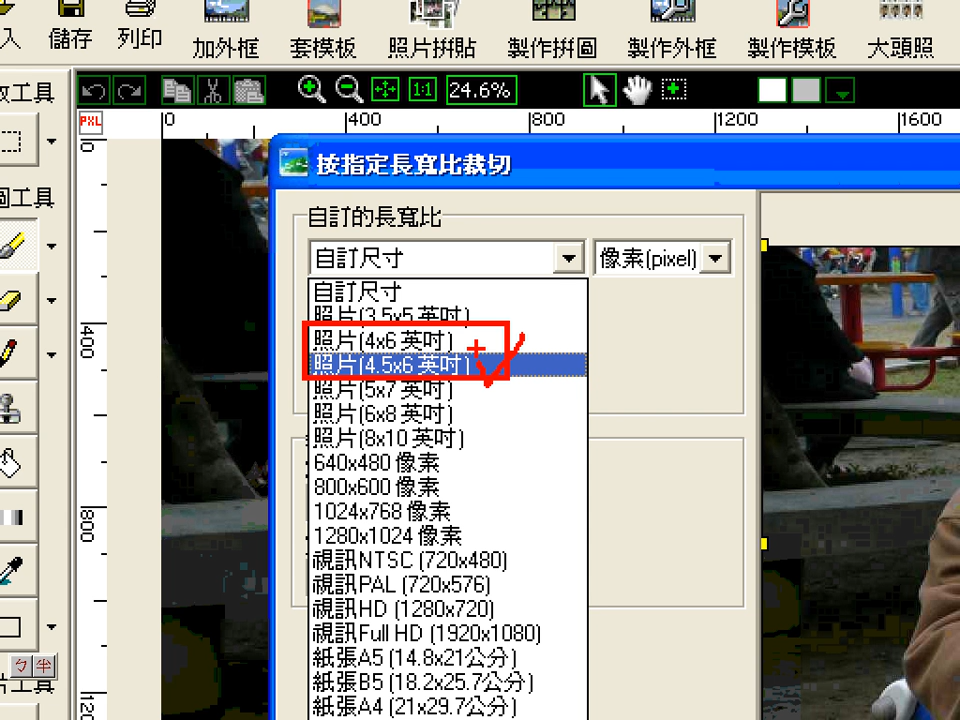 入 儲存 列印 加外框 套模板 照片拼貼 製作拼圖 製作外框 製作模板 大頭照
工具
1:1 24.6%
PXL 0 400 800 1200 1600
0
400
800
120
圖工具
片工具
ㄅ 半
按指定長寬比裁切
自訂的長寬比
自訂尺寸 像素(pixel)
自訂尺寸
照片(3.5x5 英吋)
照片(4x6 英吋)
照片(4.5x6 英吋)
照片(5x7 英吋)
照片(6x8 英吋)
照片(8x10 英吋)
640x480 像素
800x600 像素
1024x768 像素
1280x1024 像素
視訊NTSC (720x480)
視訊PAL (720x576)
視訊HD (1280x720)
視訊Full HD (1920x1080)
紙張A5 (14.8x21公分)
紙張B5 (18.2x25.7公分)
紙張A4 (21x29.7公分)